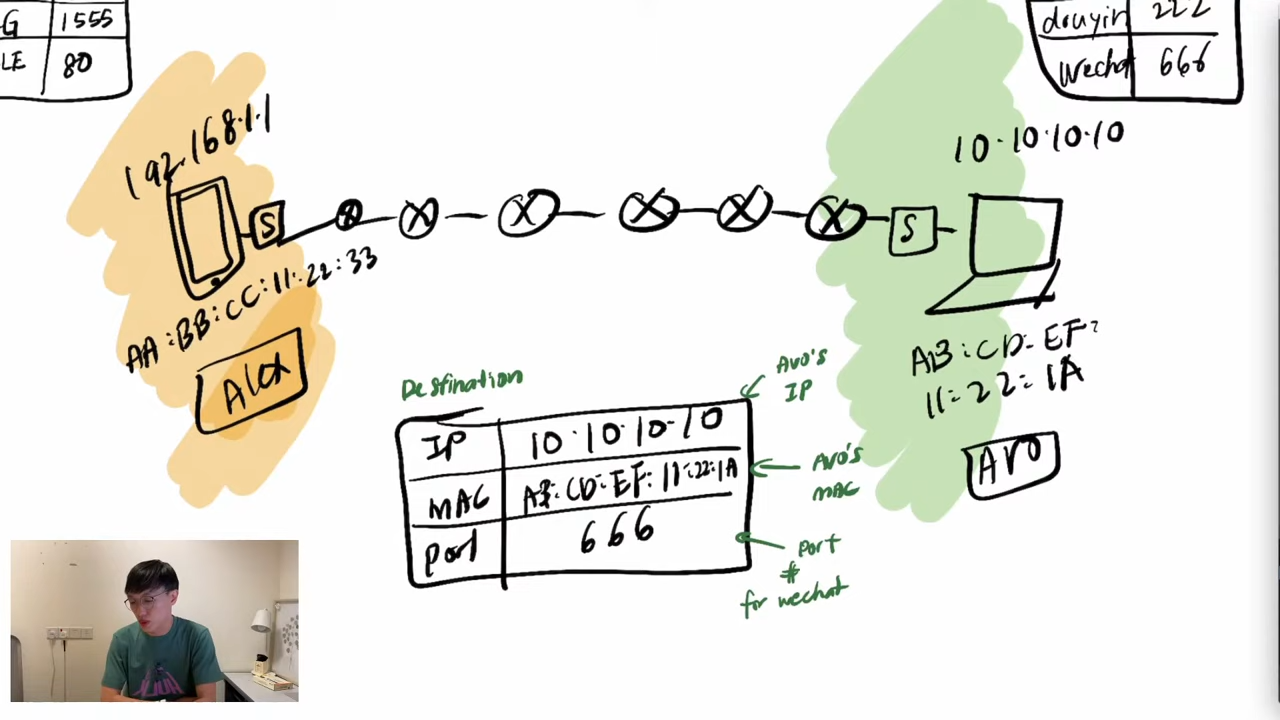 G 1555
LE 80
douyin 222
Wechat 666
192.168.1.1
10.10.10.10
S
S
AA:BB:CC:11:22:33
Alex
AB:CD:EF:
11:22:1A
Avo
Destination
Avo's
IP
IP 10.10.10.10
MAC AB:CD:EF:11:22:1A
Avo's
MAC
Port 666
Port
#
for wechat